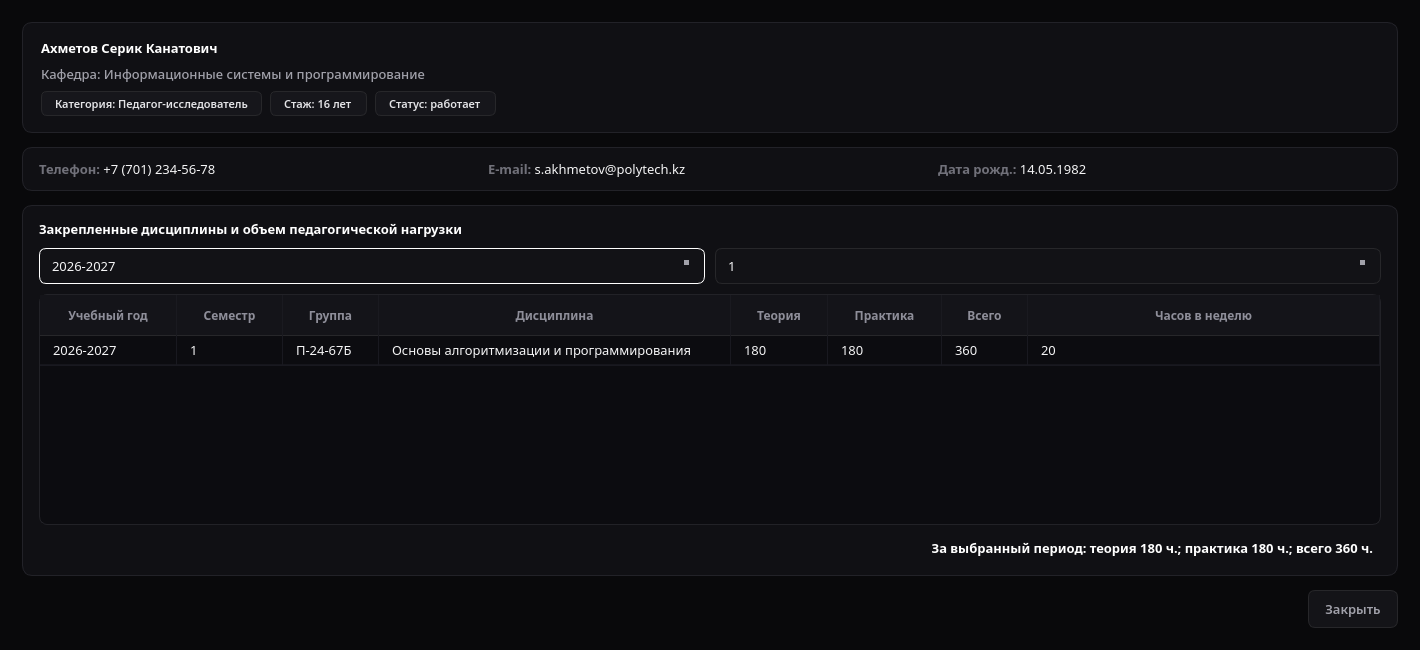 Ахметов Серик Канатович
Кафедра: Информационные системы и программирование
Категория: Педагог-исследователь Стаж: 16 лет Статус: работает
Телефон: +7 (701) 234-56-78 E-mail: s.akhmetov@polytech.kz Дата рожд.: 14.05.1982
Закрепленные дисциплины и объем педагогической нагрузки
2026-2027 1
Учебный год Семестр Группа Дисциплина Теория Практика Всего Часов в неделю
2026-2027 1 П-24-67Б Основы алгоритмизации и программирования 180 180 360 20
За выбранный период: теория 180 ч.; практика 180 ч.; всего 360 ч.
Закрыть